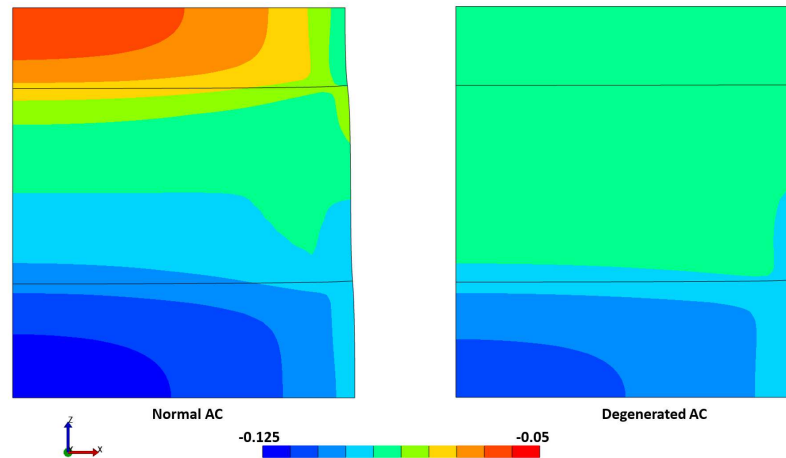 Normal AC
Degenerated AC
Z
Y
X
-0.125
-0.05